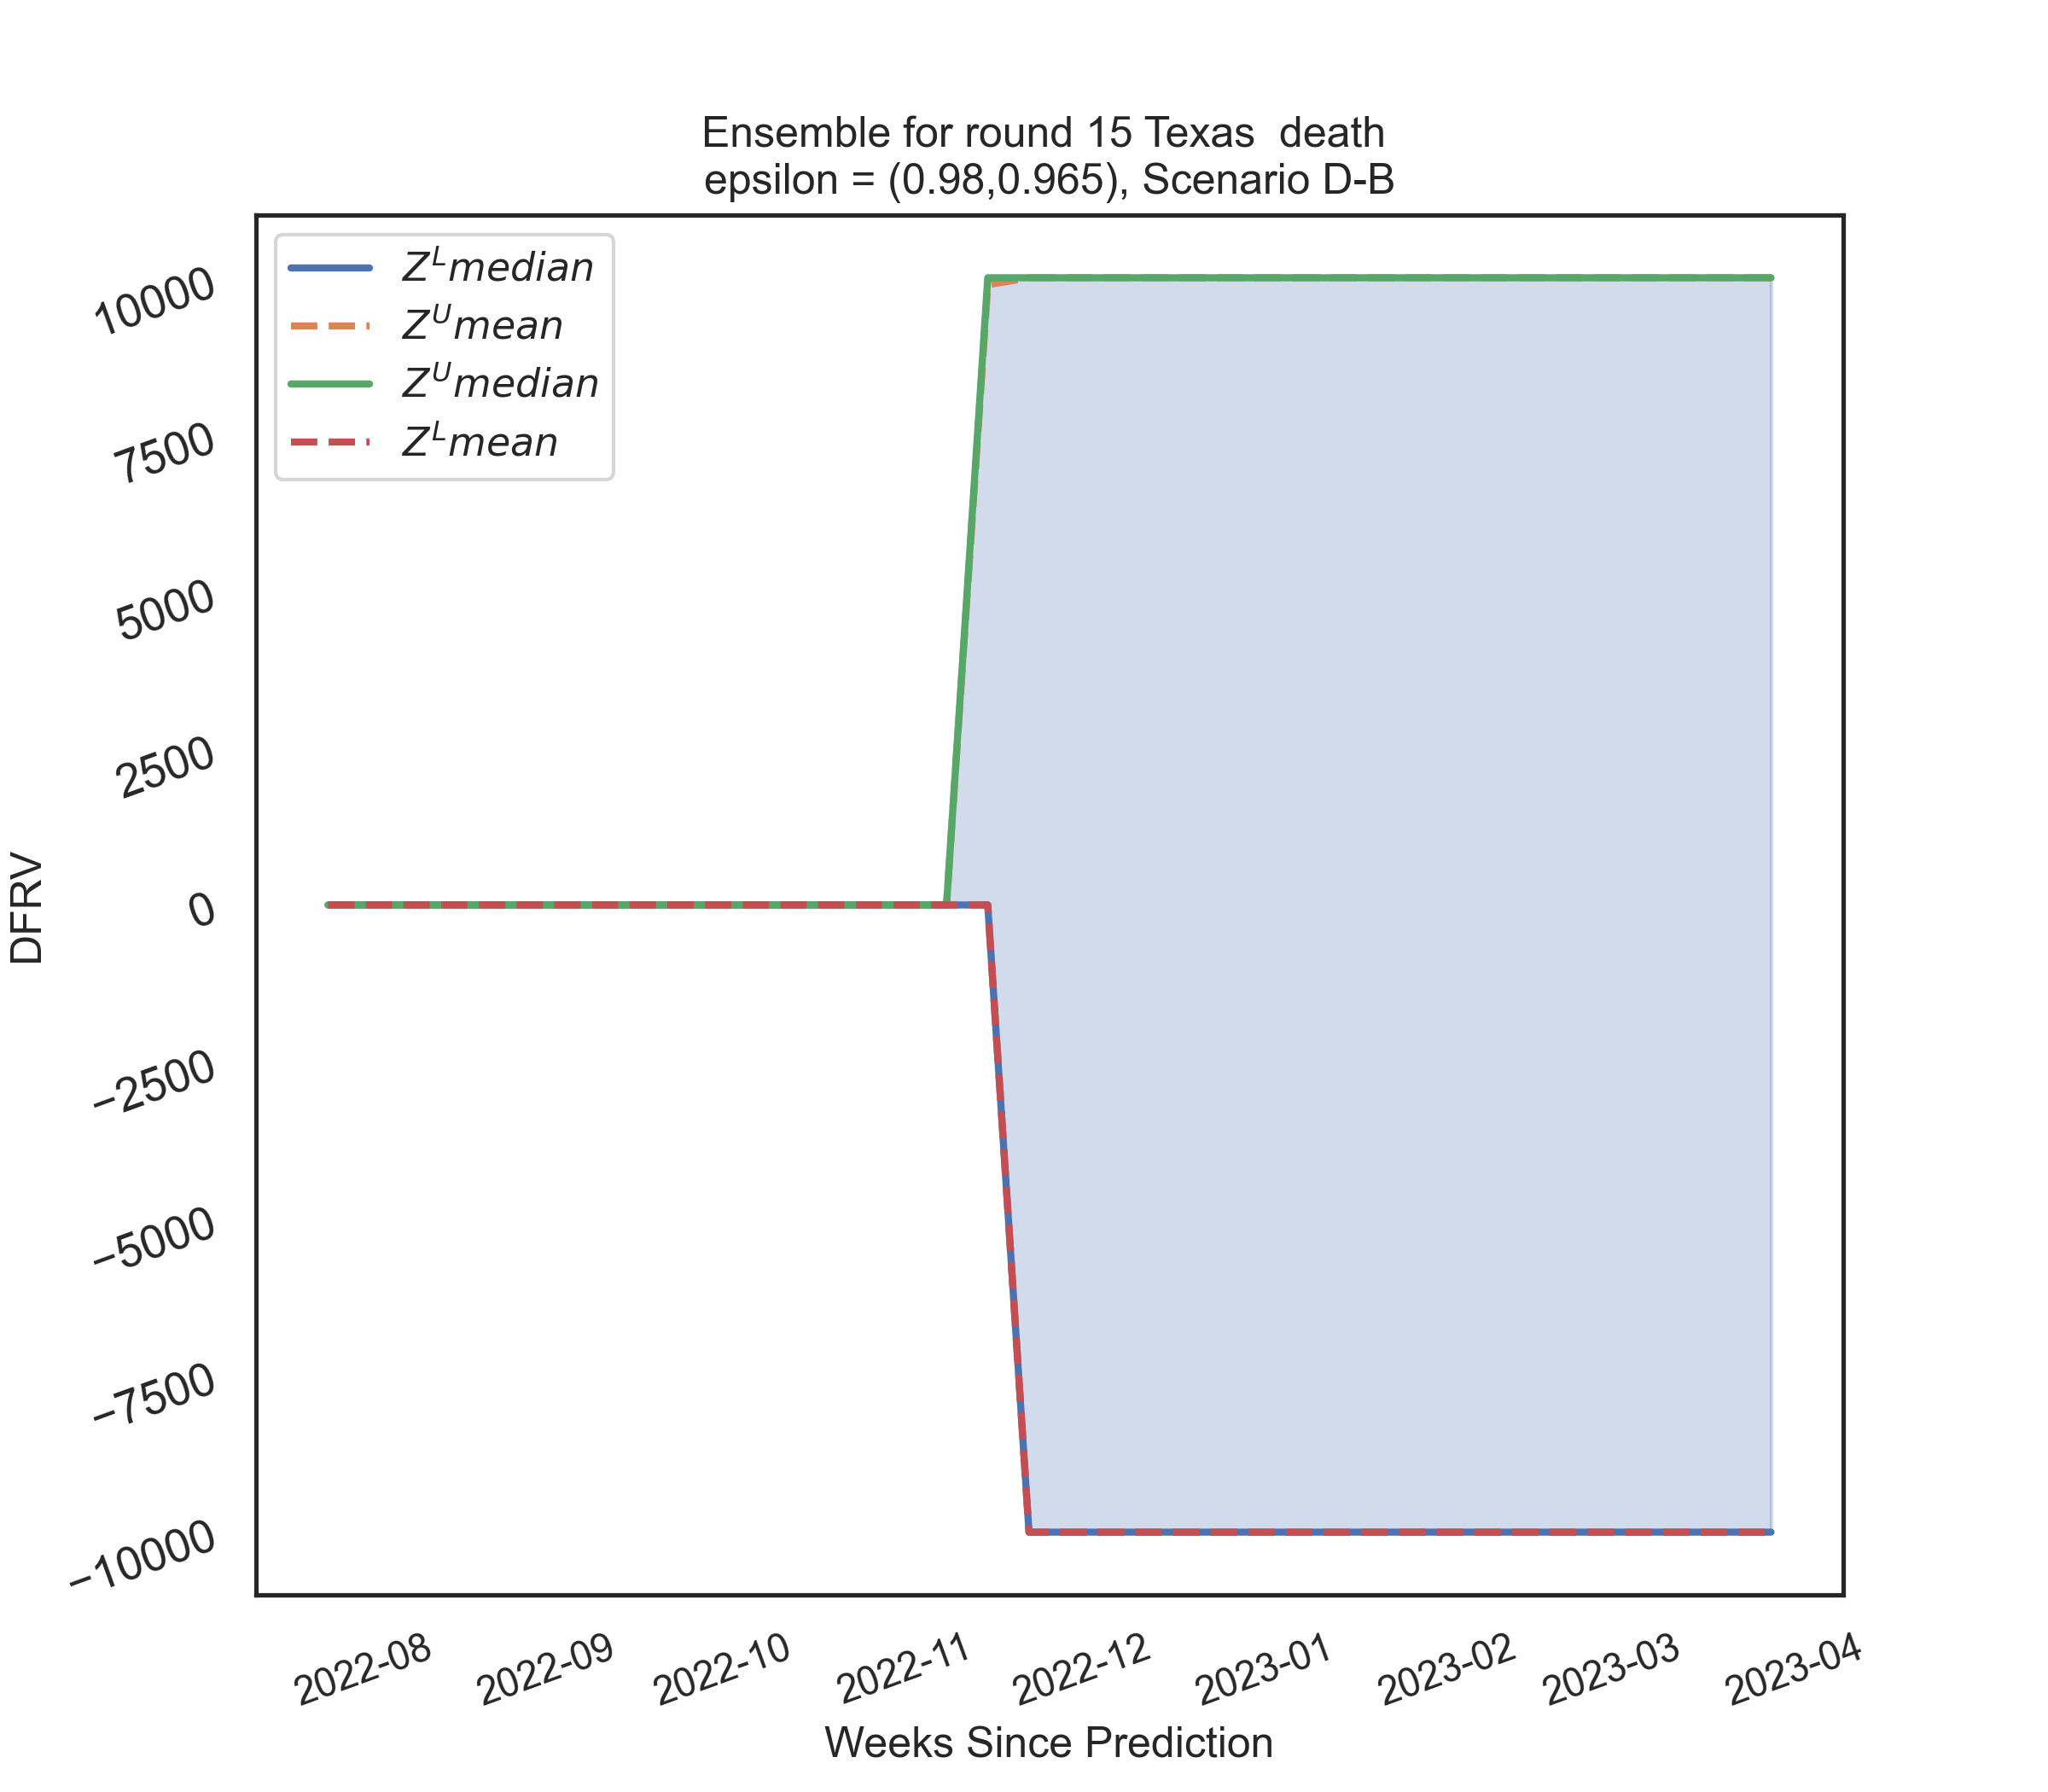 Ensemble for round 15 Texas  death
epsilon = (0.98,0.965), Scenario D-B
Z^L median
Z^U mean
Z^U median
Z^L mean
10000
7500
5000
2500
0
−2500
−5000
−7500
−10000
DFRV
2022-08
2022-09
2022-10
2022-11
2022-12
2023-01
2023-02
2023-03
2023-04
Weeks Since Prediction